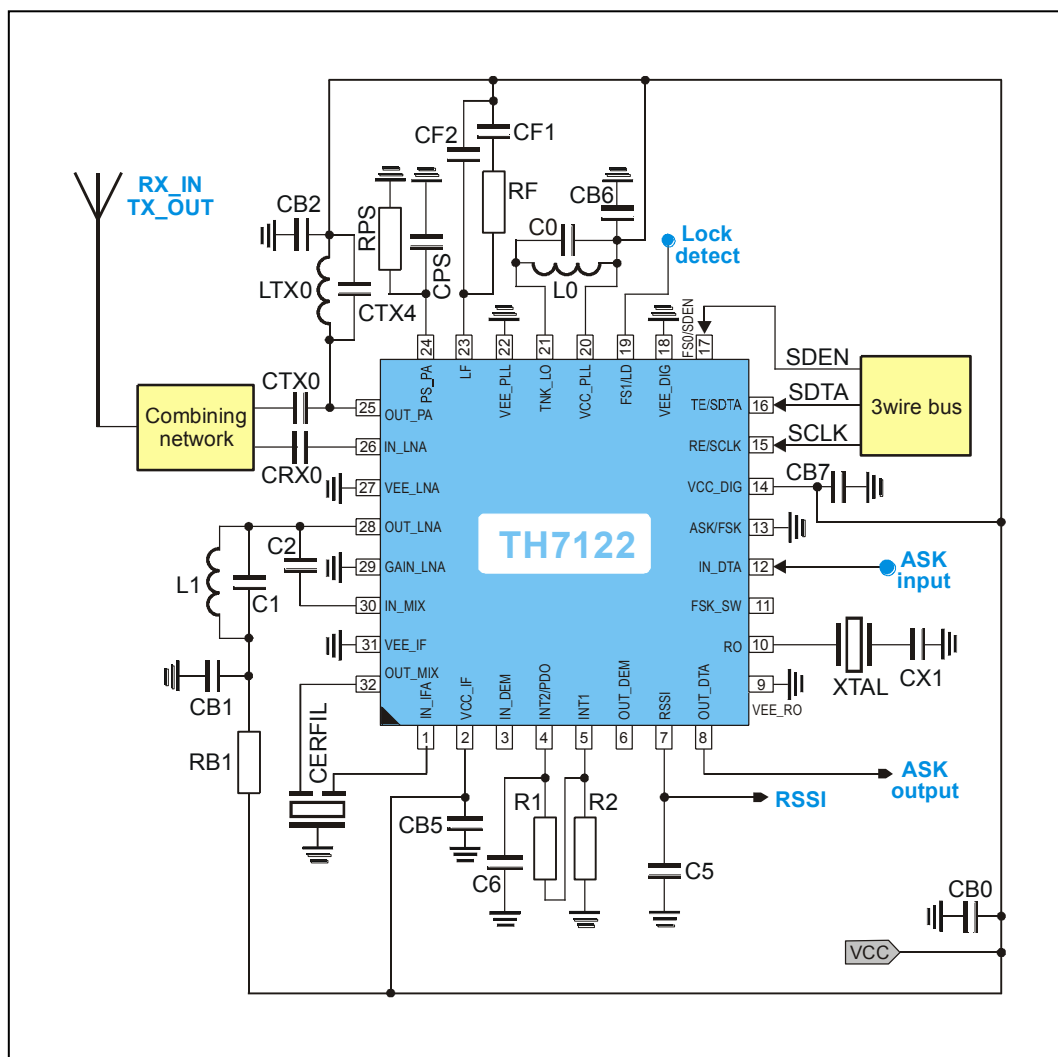 CF2
CF1
RX_IN
TX_OUT
CB2
RPS
CPS
RF
CB6
C0
L0
Lock
detect
LTX0
CTX4
24
23
22
21
20
19
18
17
FS0/SDEN
PS_PA
LF
VEE_PLL
TNK_LO
VCC_PLL
FS1/LD
VEE_DIG
SDEN
SDTA
SCLK
3wire bus
CTX0
CRX0
Combining
network
25
OUT_PA
26
IN_LNA
27
VEE_LNA
28
OUT_LNA
29
GAIN_LNA
30
IN_MIX
31
VEE_IF
32
OUT_MIX
TH7122
TE/SDTA
16
RE/SCLK
15
VCC_DIG
14
CB7
ASK/FSK
13
IN_DTA
12
ASK
input
FSK_SW
11
RO
10
XTAL
CX1
9
VEE_RO
L1
C1
C2
CB1
RB1
CERFIL
IN_IFA
VCC_IF
IN_DEM
INT2/PDO
INT1
OUT_DEM
RSSI
OUT_DTA
1
2
3
4
5
6
7
8
CB5
C6
R1
R2
C5
RSSI
ASK
output
CB0
VCC